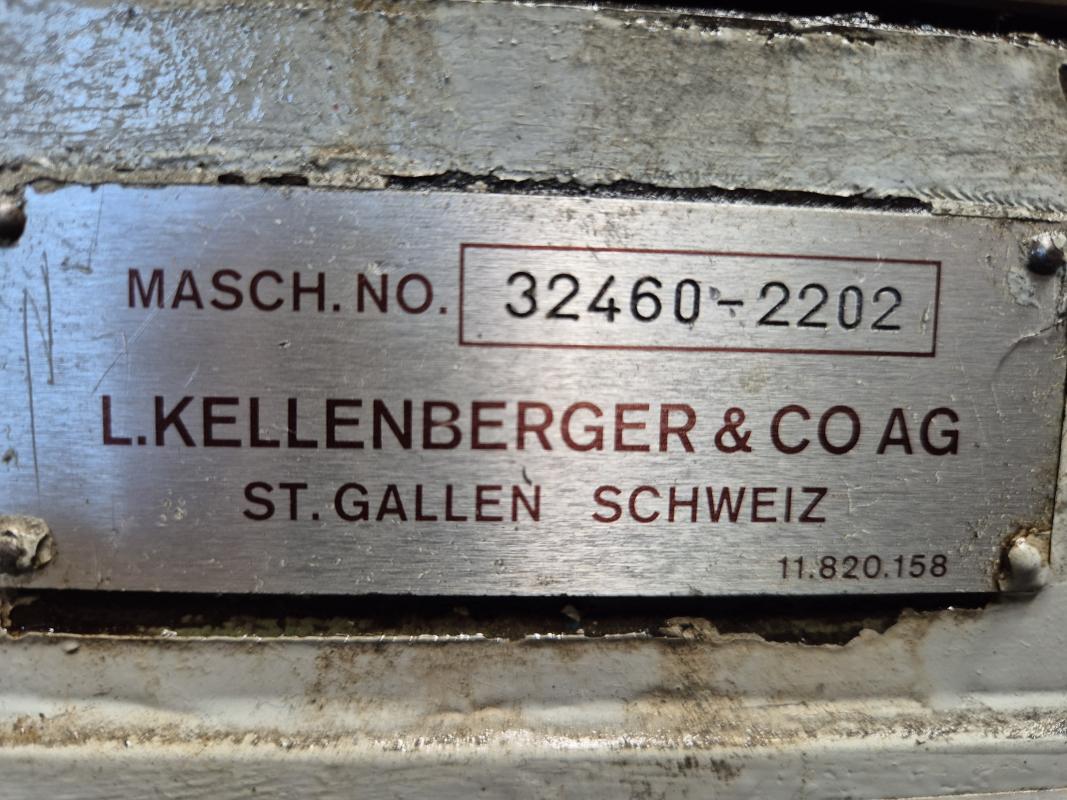 MASCH. NO. 32460-2202
L.KELLENBERGER & CO AG
ST. GALLEN SCHWEIZ
11.820.158